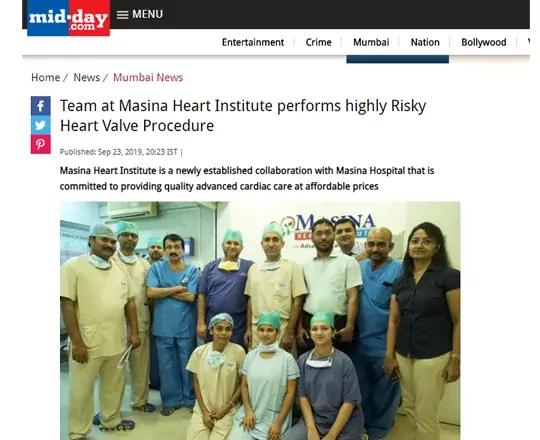 mid-day
.com
MENU
Entertainment | Crime | Mumbai | Nation | Bollywood
Home / News / Mumbai News
Team at Masina Heart Institute performs highly Risky
Heart Valve Procedure
Published: Sep 23, 2019, 20:23 IST |
Masina Heart Institute is a newly established collaboration with Masina Hospital that is
committed to providing quality advanced cardiac care at affordable prices
MASINA